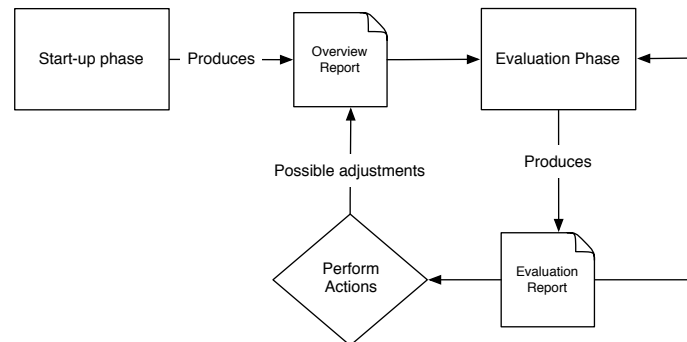 Start-up phase
Produces
Overview
Report
Evaluation Phase
Possible adjustments
Produces
Perform
Actions
Evaluation
Report